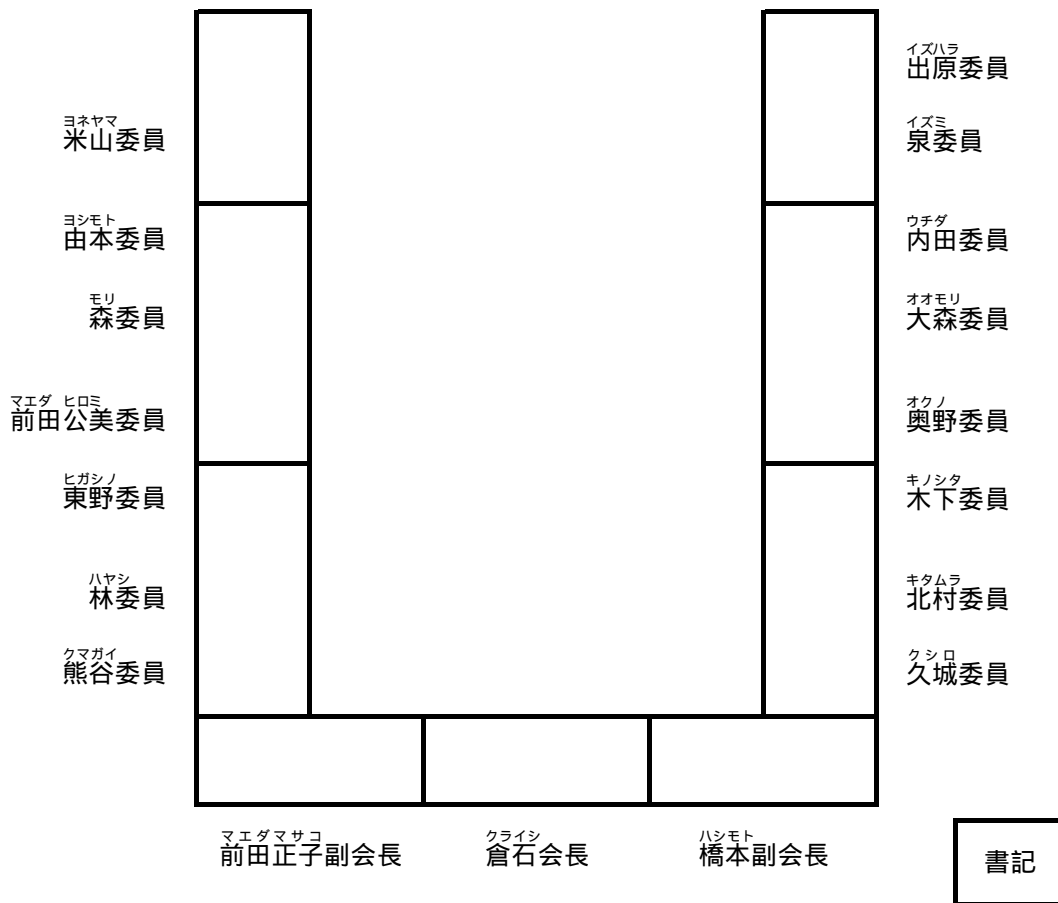 イズハラ
出原委員
ヨネヤマ
米山委員
イズミ
泉委員
ヨシモト
由本委員
ウチダ
内田委員
モリ
森委員
オオモリ
大森委員
マエダ ヒロミ
前田公美委員
オクノ
奥野委員
ヒガシノ
東野委員
キノシタ
木下委員
ハヤシ
林委員
キタムラ
北村委員
クマガイ
熊谷委員
クシロ
久城委員
マエダマサコ
前田正子副会長
クライシ
倉石会長
ハシモト
橋本副会長
書記